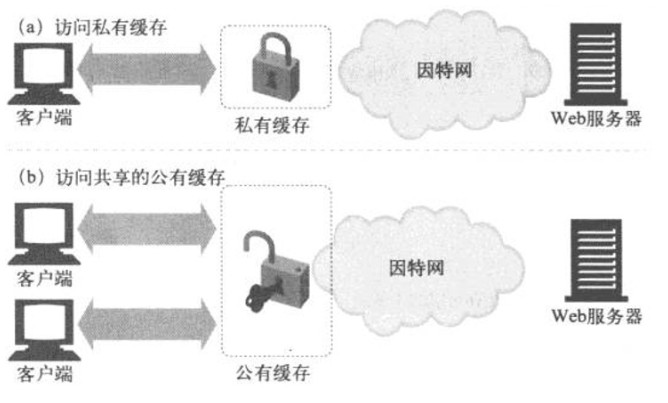 (a) 访问私有缓存
因特网
客户端
私有缓存
Web服务器
(b) 访问共享的公有缓存
客户端
因特网
Web服务器
客户端
公有缓存